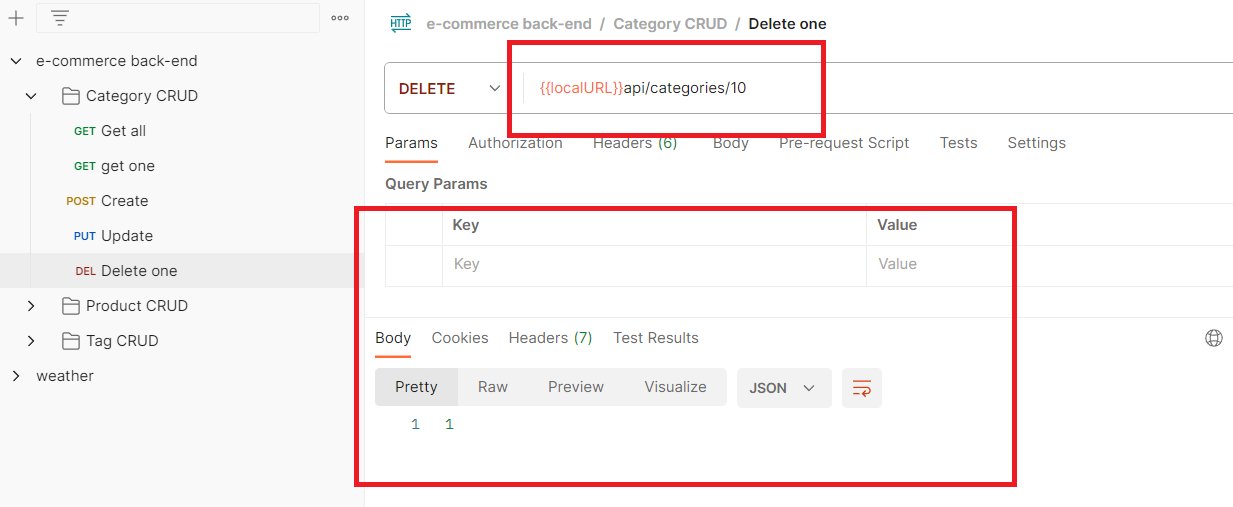 e-commerce back-end
Category CRUD
GET Get all
GET get one
POST Create
PUT Update
DEL Delete one
Product CRUD
Tag CRUD
weather
HTTP e-commerce back-end / Category CRUD / Delete one
DELETE {{localURL}}api/categories/10
Params Authorization Headers (6) Body Pre-request Script Tests Settings
Query Params
Key Value
Key Value
Body Cookies Headers (7) Test Results
Pretty Raw Preview Visualize JSON
1 1